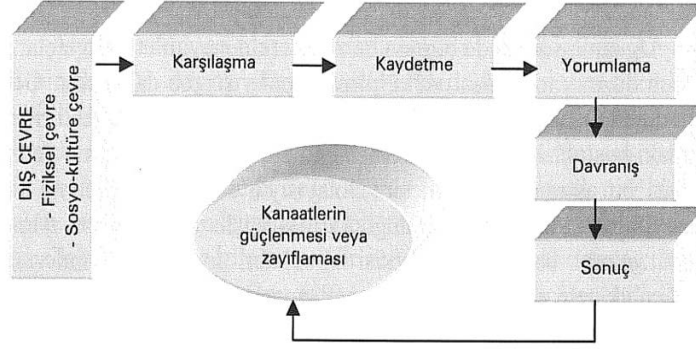 DIŞ ÇEVRE
- Fiziksel çevre
- Sosyo-kültüre çevre
Karşılaşma
Kaydetme
Yorumlama
Davranış
Sonuç
Kanaatlerin
güçlenmesi veya
zayıflaması